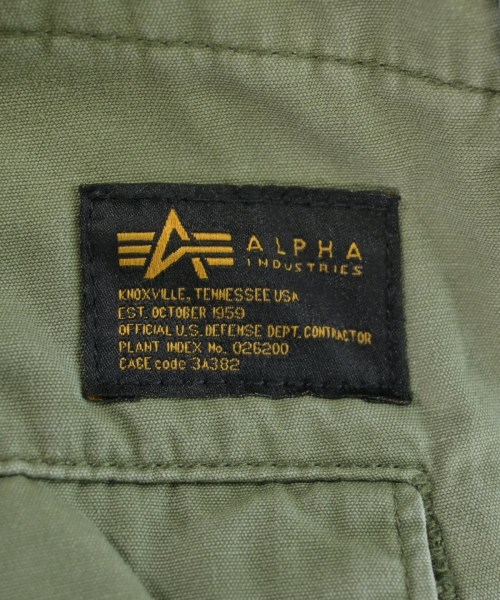 ALPHA
INDUSTRIES
KNOXVILLE, TENNESSEE USA
EST. OCTOBER 1959
OFFICIAL U.S. DEFENSE DEPT. CONTRACTOR
PLANT INDEX No. 026200
CAGE code 3A382